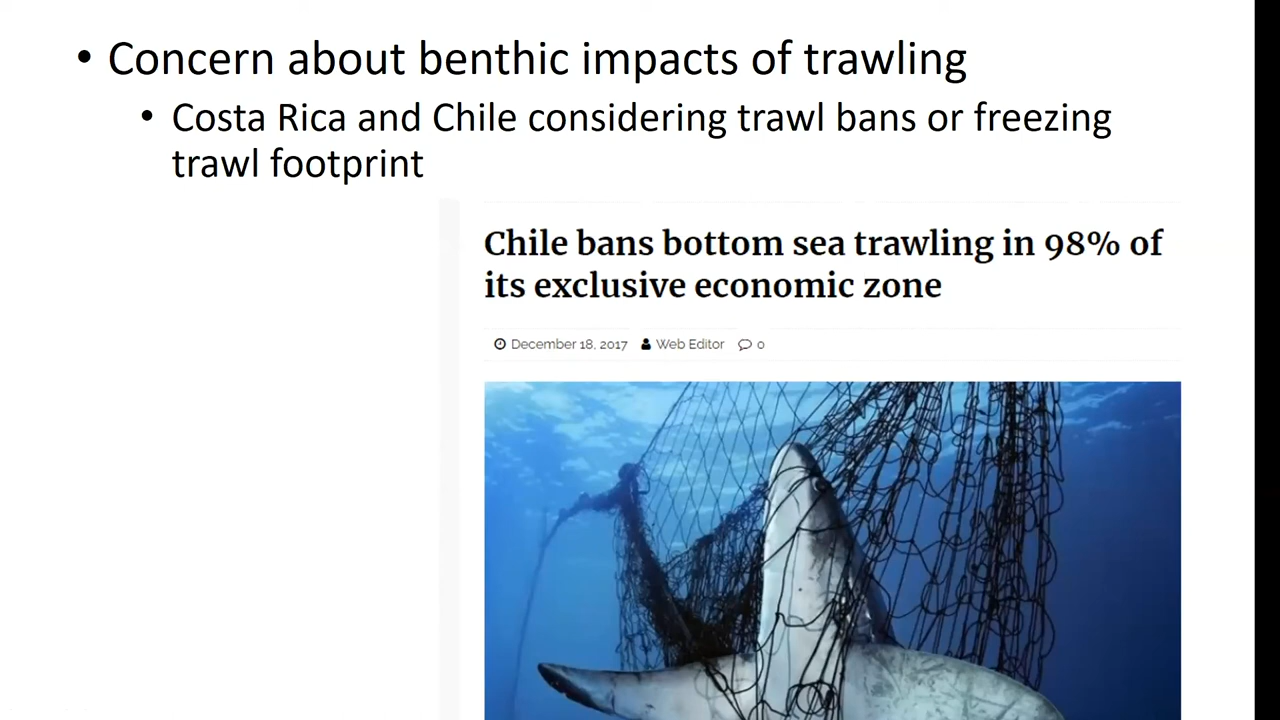 • Concern about benthic impacts of trawling
• Costa Rica and Chile considering trawl bans or freezing
trawl footprint
Chile bans bottom sea trawling in 98% of
its exclusive economic zone
December 18, 2017 Web Editor 0